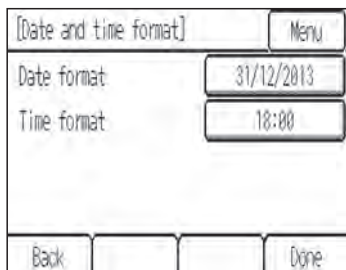 [Date and time format] Menu
Date format 31/12/2013
Time format 18:00
Back Done